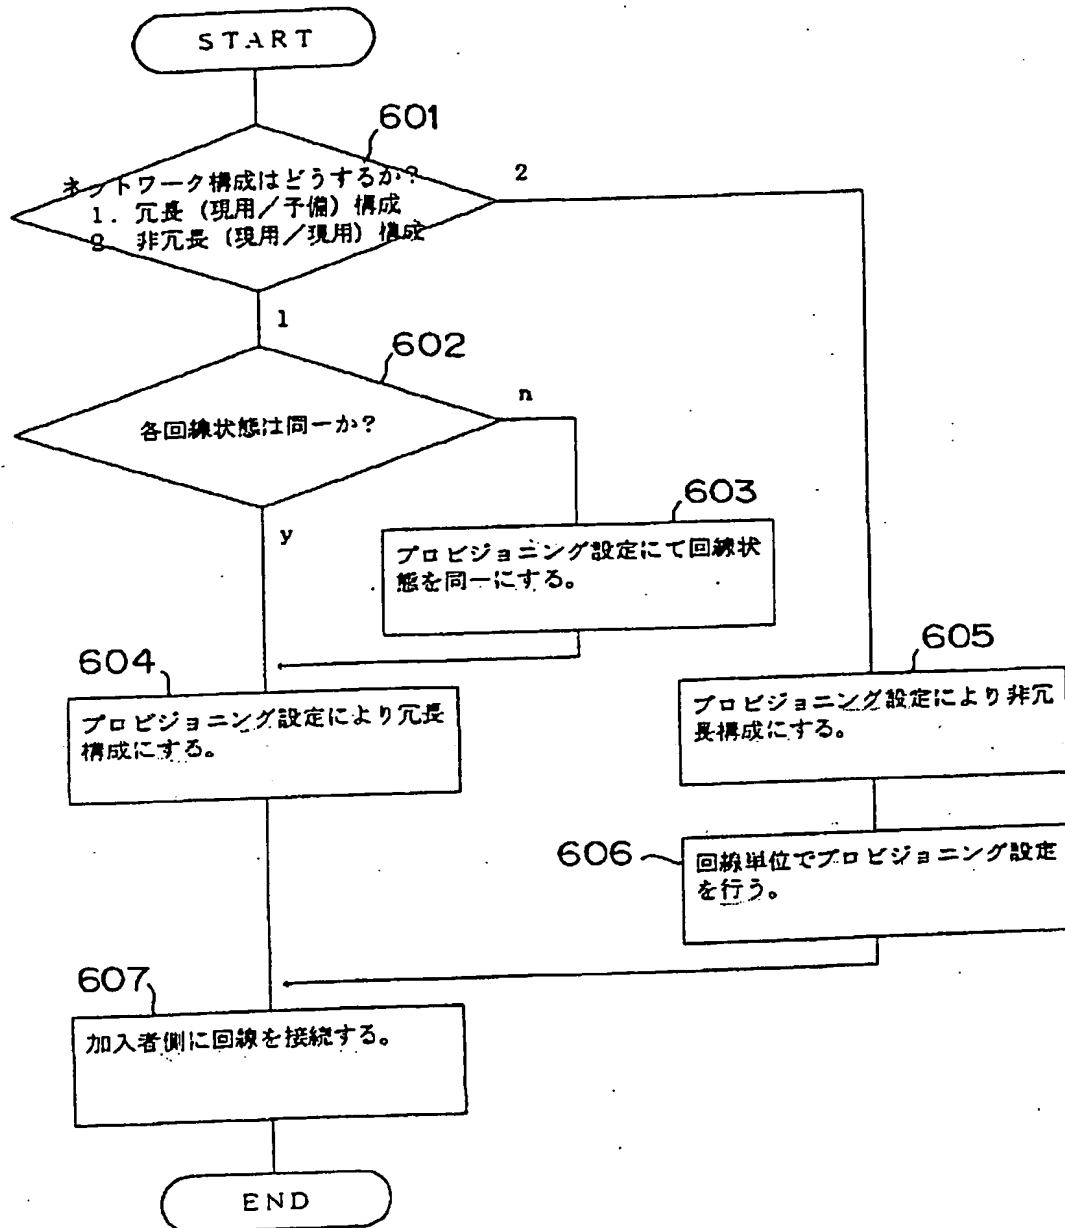 START
601
ネットワーク構成はどうするか?
1. 冗長 (現用/予備) 構成
2 非冗長 (現用/現用) 構成
2
1
602
各回線状態は同一か?
n
y
603
プロビジョニング設定にて回線状
態を同一にする。
604
プロビジョニング設定により冗長
構成にする。
605
プロビジョニング設定により非冗
長構成にする。
606
回線単位でプロビジョニング設定
を行う。
607
加入者側に回線を接続する。
END